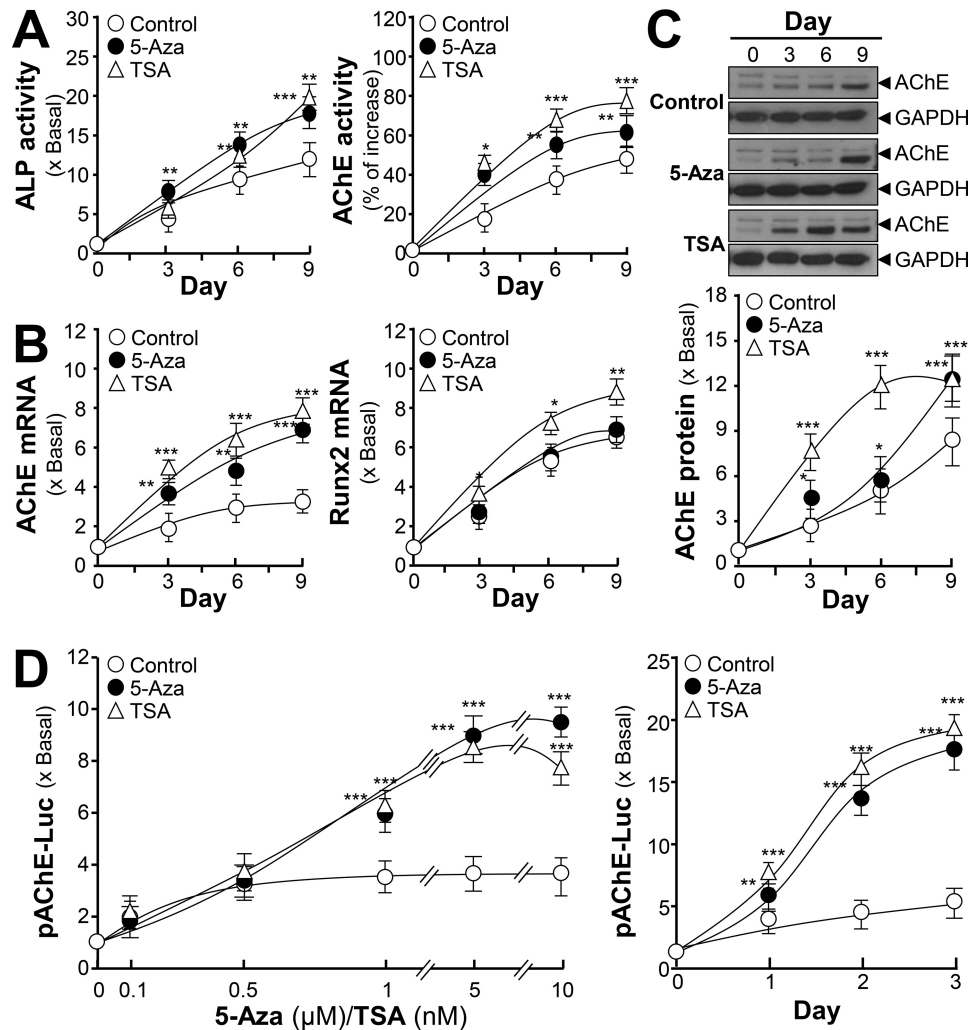 A
ALP activity
(x Basal)
30
25
20
15
10
5
0
Control
5-Aza
TSA
**
**
**
***
**
0
3
6
9
Day
AChE activity
(% of increase)
100
80
60
40
20
0
Control
5-Aza
TSA
*
**
***
**
***
0
3
6
9
Day
B
AChE mRNA
(x Basal)
12
10
8
6
4
2
0
Control
5-Aza
TSA
**
***
**
***
***
***
0
3
6
9
Day
Runx2 mRNA
(x Basal)
12
10
8
6
4
2
0
Control
5-Aza
TSA
*
*
**
0
3
6
9
Day
C
Day
0 3 6 9
Control
AChE
GAPDH
5-Aza
AChE
GAPDH
TSA
AChE
GAPDH
AChE protein (x Basal)
18
15
12
9
6
3
0
Control
5-Aza
TSA
*
***
*
***
***
***
0
3
6
9
Day
D
pAChE-Luc (x Basal)
12
10
8
6
4
2
0
Control
5-Aza
TSA
***
***
***
***
***
***
0
0.1
0.5
1
5
10
5-Aza (µM)/TSA (nM)
pAChE-Luc (x Basal)
25
20
15
10
5
0
Control
5-Aza
TSA
**
***
***
***
***
***
0
1
2
3
Day